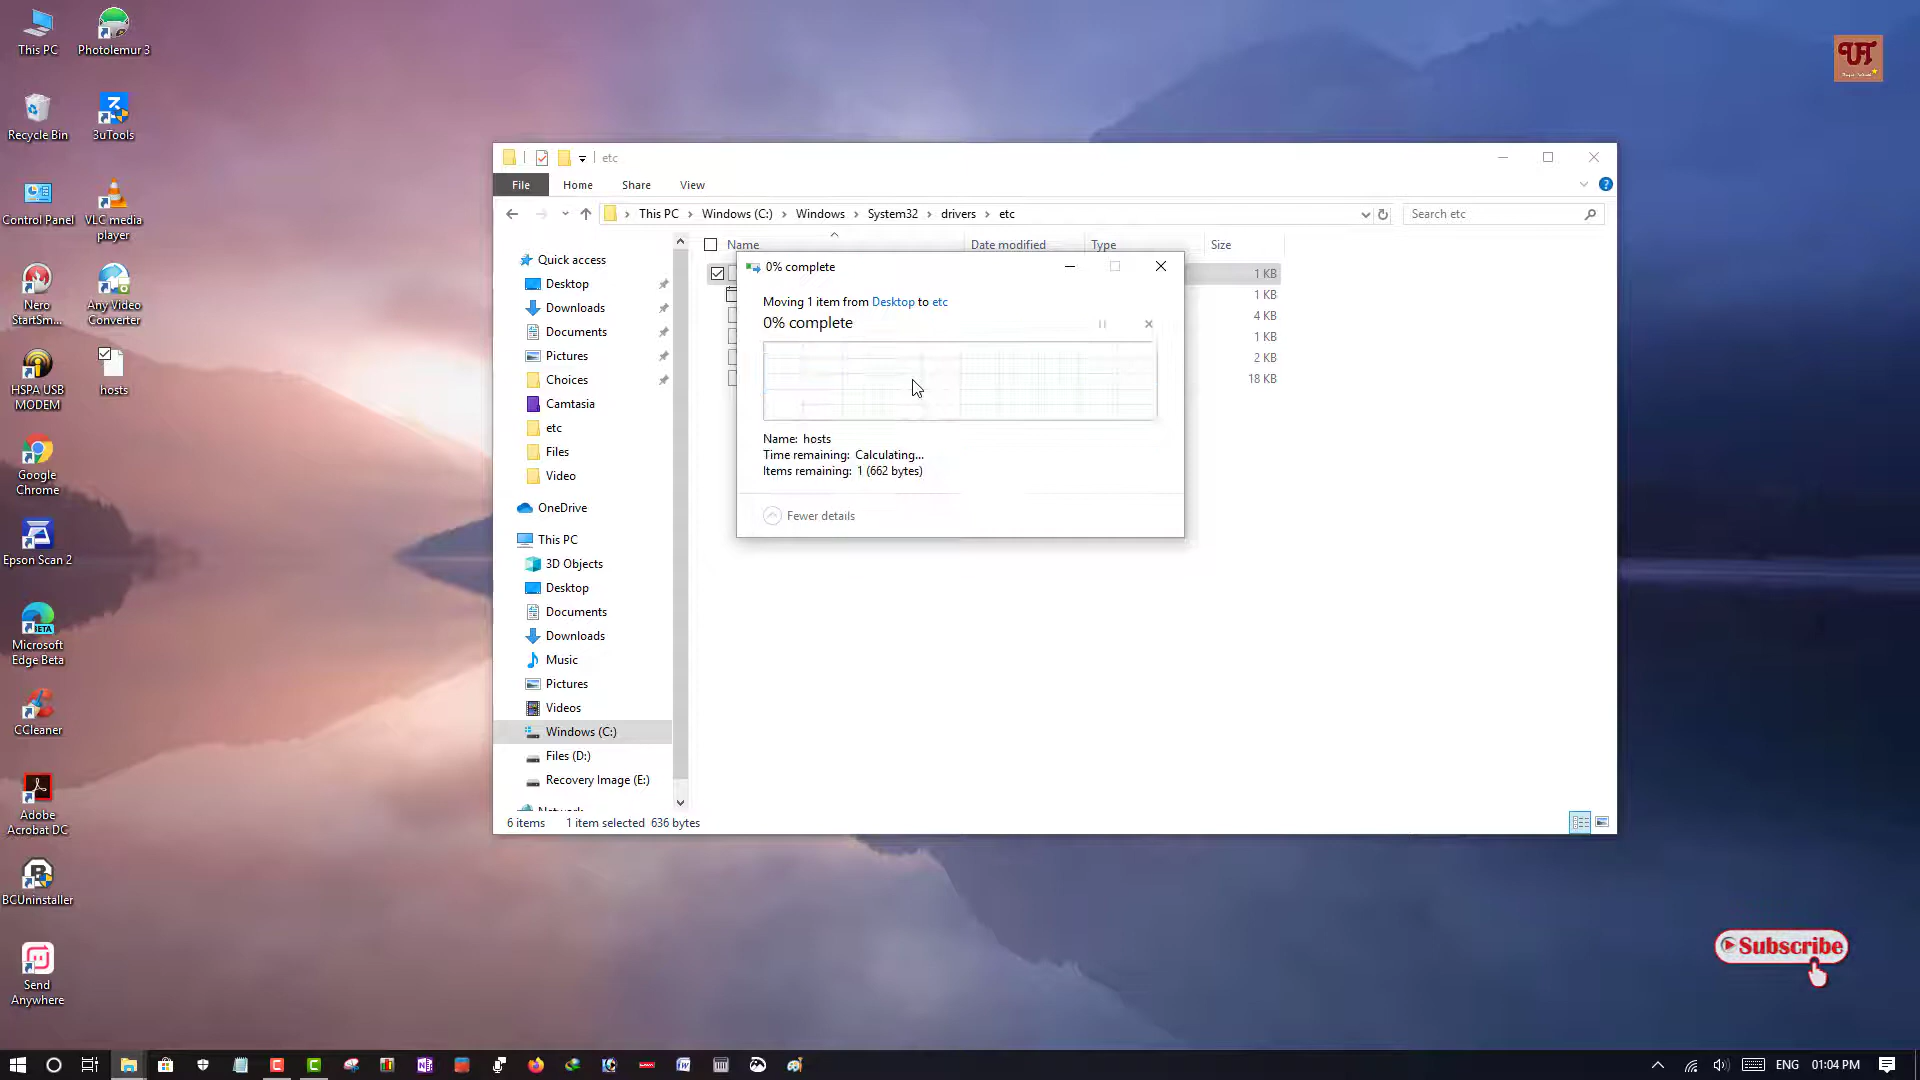 This PC
Photolemur 3
Recycle Bin
3uTools
Control Panel
VLC media
player
Nero
StartSm...
Any Video
Converter
HSPA USB
MODEM
hosts
Google
Chrome
Epson Scan 2
BETA
Microsoft
Edge Beta
CCleaner
Adobe
Acrobat DC
BCUninstaller
Send
Anywhere
UT
etc
File Home Share View
This PC Windows (C:) Windows System32 drivers etc
Search etc
Name Date modified Type Size
Quick access
Desktop
Downloads
Documents
Pictures
Choices
Camtasia
etc
Files
Video
OneDrive
This PC
3D Objects
Desktop
Documents
Downloads
Music
Pictures
Videos
Windows (C:)
Files (D:)
Recovery Image (E:)
Network
1 KB
1 KB
4 KB
1 KB
2 KB
18 KB
0% complete
Moving 1 item from Desktop to etc
0% complete
Name: hosts
Time remaining: Calculating...
Items remaining: 1 (662 bytes)
Fewer details
6 items 1 item selected 636 bytes
Subscribe
ENG 01:04 PM